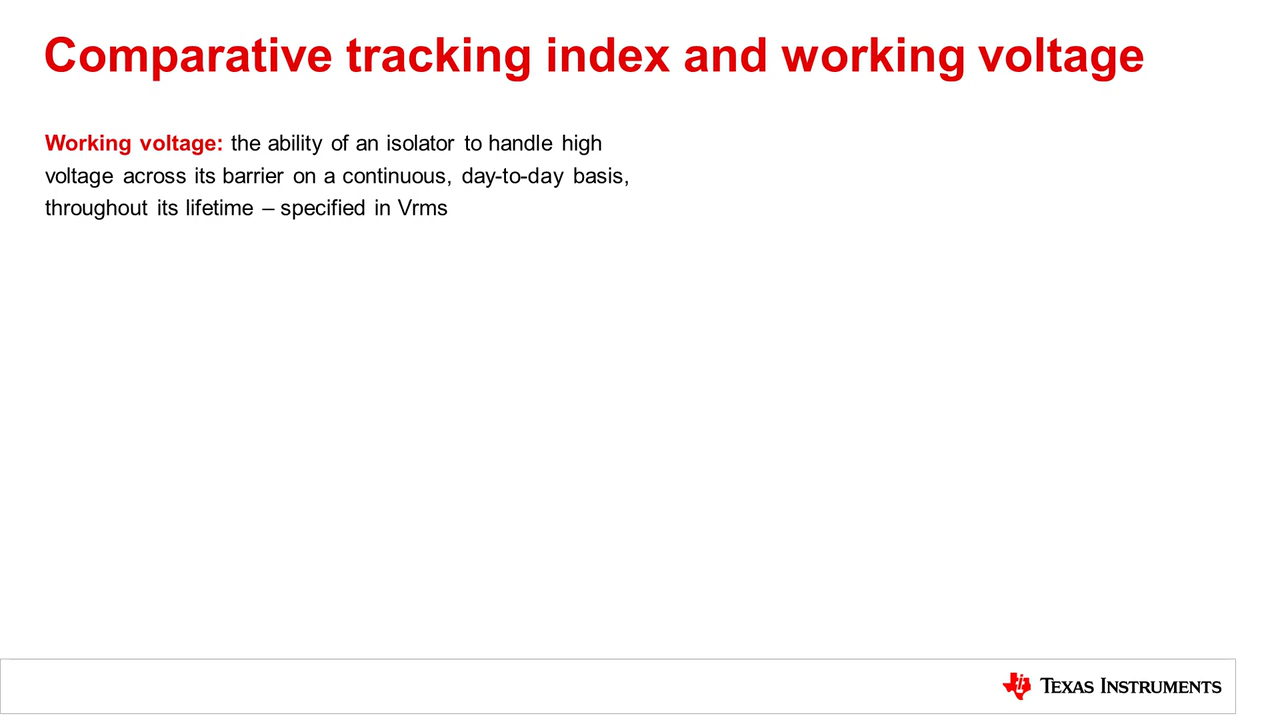 Comparative tracking index and working voltage
Working voltage: the ability of an isolator to handle high
voltage across its barrier on a continuous, day-to-day basis,
throughout its lifetime – specified in Vrms
TEXAS INSTRUMENTS